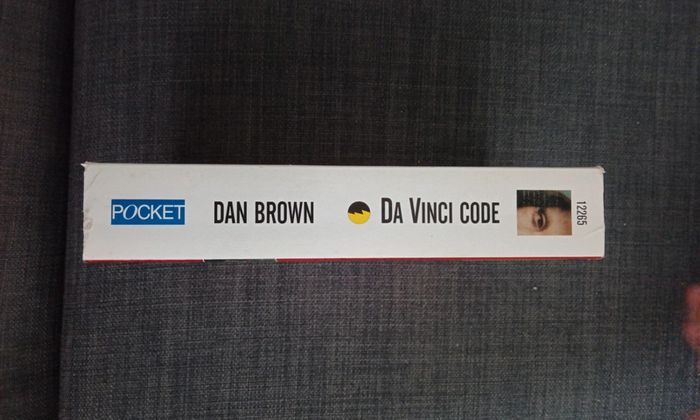 POCKET
DAN BROWN
DA VINCI CODE
12265